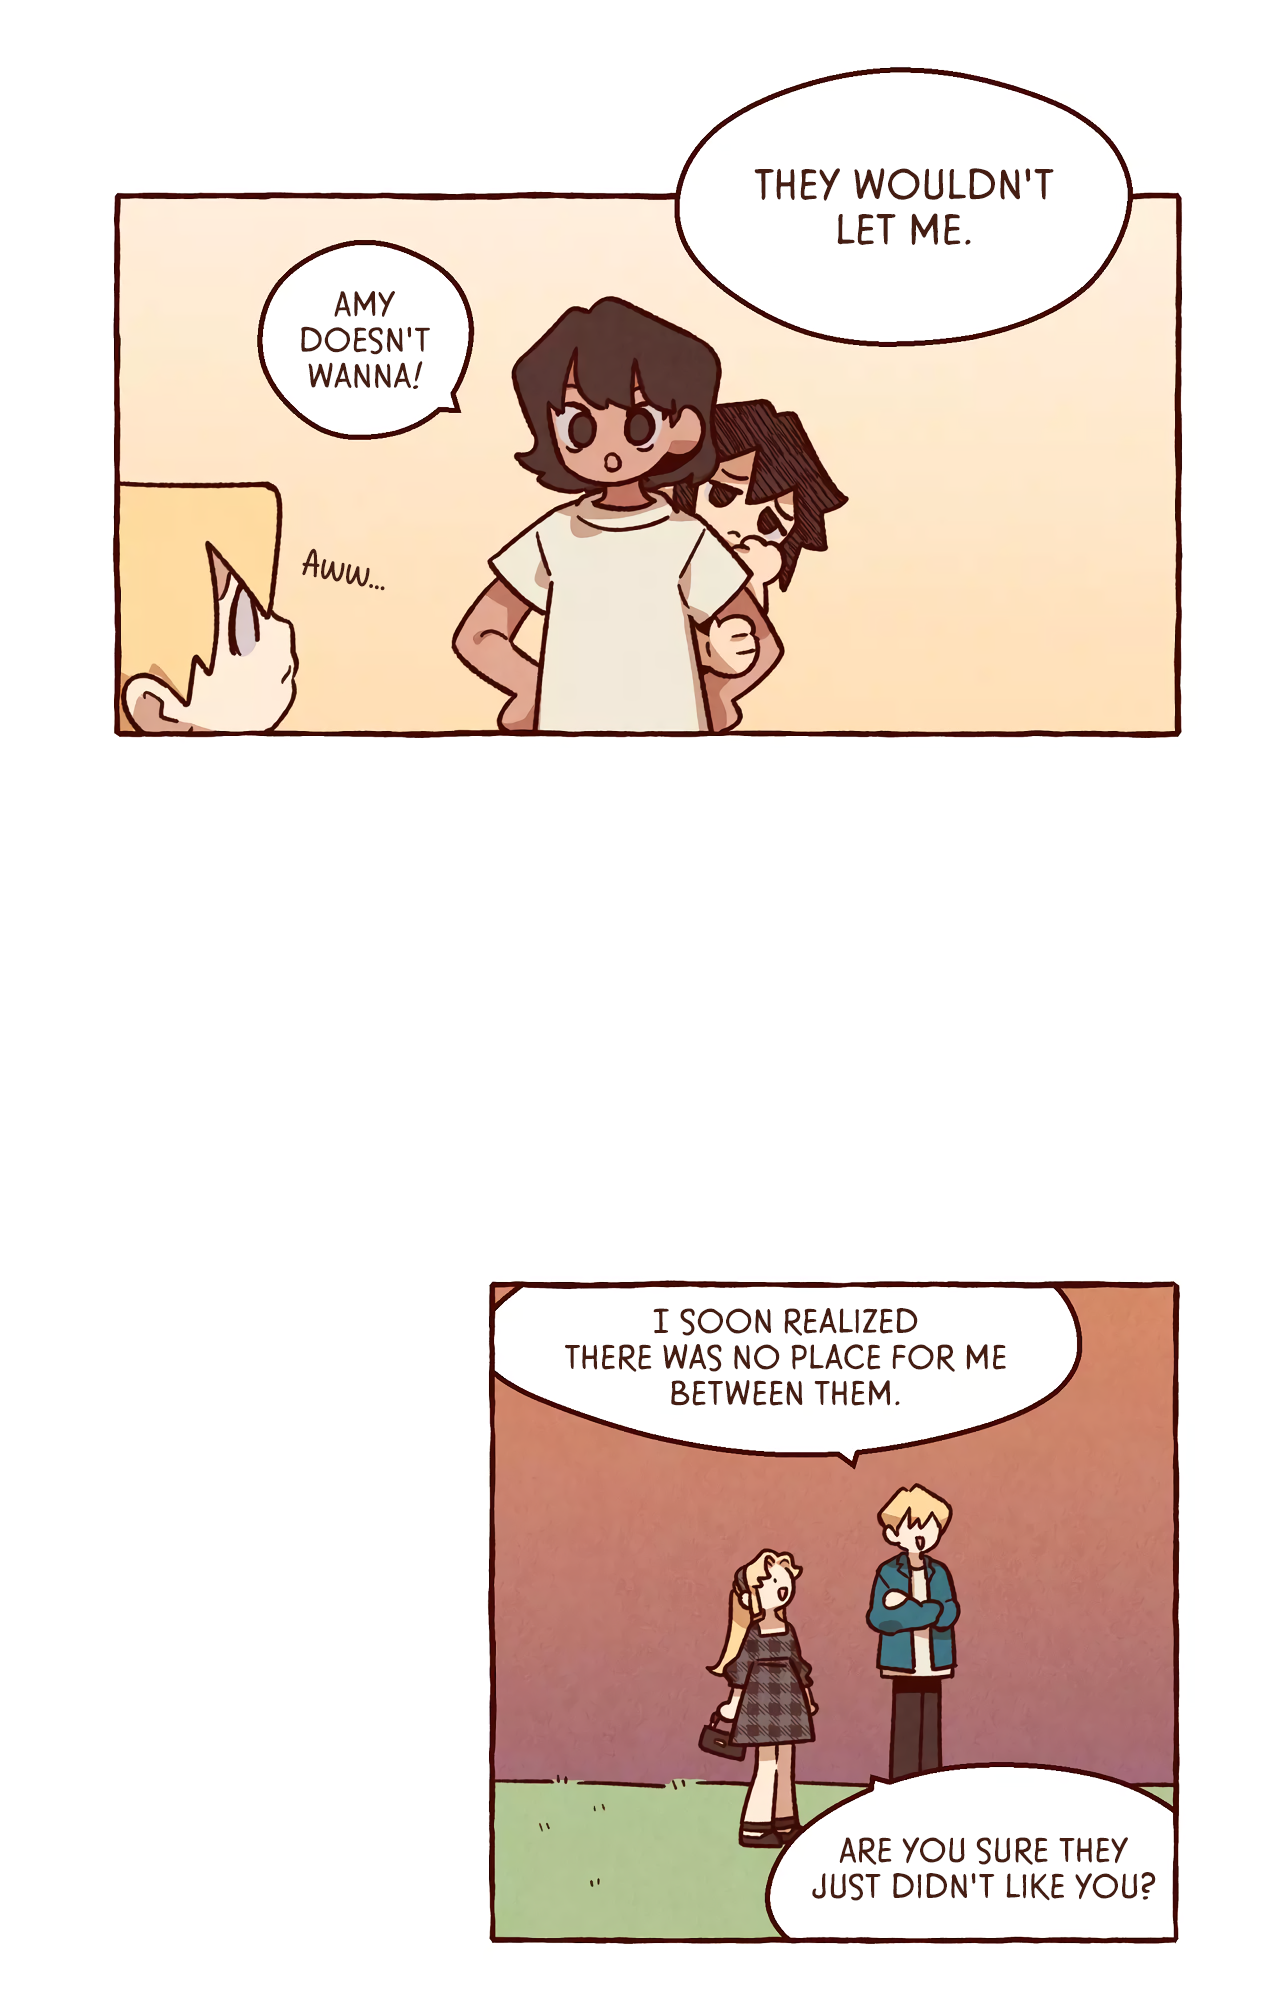 THEY WOULDN'T
LET ME.
AMY
DOESN'T
WANNA!
AWW...
I SOON REALIZED
THERE WAS NO PLACE FOR ME
BETWEEN THEM.
ARE YOU SURE THEY
JUST DIDN'T LIKE YOU?